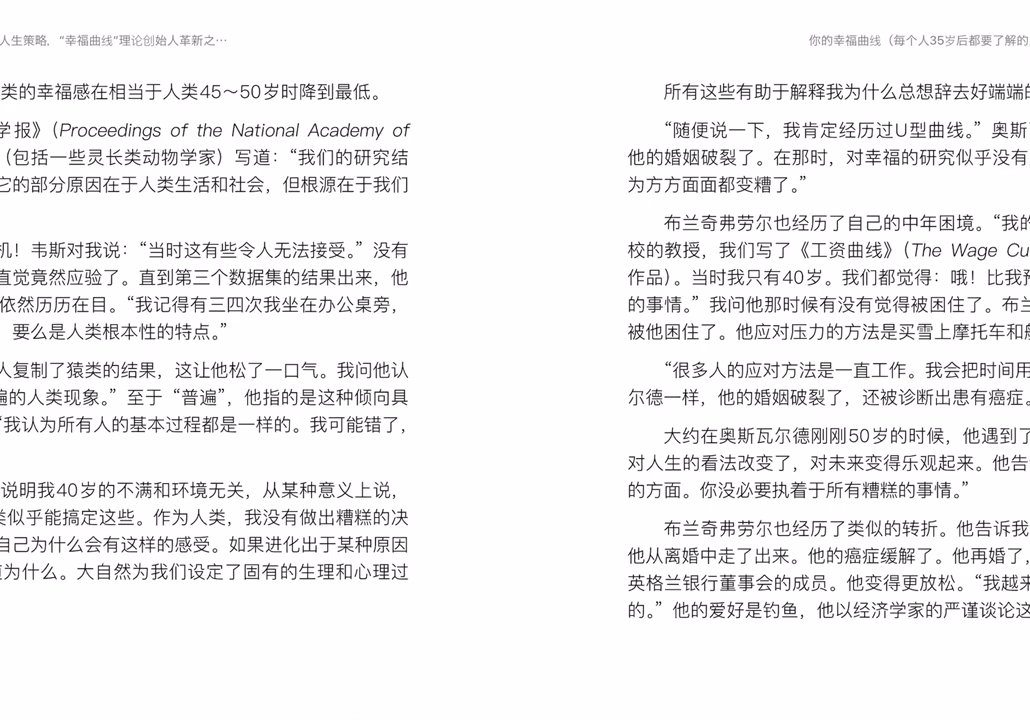 人生策略，“幸福曲线”理论创始人革新之…
类的幸福感在相当于人类45～50岁时降到最低。
学报》（Proceedings of the National Academy of
（包括一些灵长类动物学家）写道：“我们的研究结
它的部分原因在于人类生活和社会，但根源在于我们
机！韦斯对我说：“当时这有些令人无法接受。”没有
直觉竟然应验了。直到第三个数据集的结果出来，他
依然历历在目。“我记得有三四次我坐在办公桌旁，
要么是人类根本性的特点。”
人复制了猿类的结果，这让他松了一口气。我问他认
遍的人类现象。”至于“普遍”，他指的是这种倾向具
“我认为所有人的基本过程都是一样的。我可能错了，
说明我40岁的不满和环境无关，从某种意义上说，
类似乎能搞定这些。作为人类，我没有做出糟糕的决
自己为什么会有这样的感受。如果进化出于某种原因
为什么。大自然为我们设定了固有的生理和心理过
你的幸福曲线（每个人35岁后都要了解的
所有这些有助于解释我为什么总想辞去好端端的
“随便说一下，我肯定经历过U型曲线。”奥斯
他的婚姻破裂了。在那时，对幸福的研究似乎没有
为方方面面都变糟了。”
布兰奇弗劳尔也经历了自己的中年困境。“我的
校的教授，我们写了《工资曲线》（The Wage Cu
作品）。当时我只有40岁。我们都觉得：哦！比我预
的事情。”我问他那时候有没有觉得被困住了。布兰
被他困住了。他应对压力的方法是买雪上摩托车和
“很多人的应对方法是一直工作。我会把时间用
尔德一样，他的婚姻破裂了，还被诊断出患有癌症。
大约在奥斯瓦尔德刚刚50岁的时候，他遇到了
对人生的看法改变了，对未来变得乐观起来。他告
的方面。你没必要执着于所有糟糕的事情。”
布兰奇弗劳尔也经历了类似的转折。他告诉我
他从离婚中走了出来。他的癌症缓解了。他再婚了，
英格兰银行董事会的成员。他变得更放松。“我越来
的。”他的爱好是钓鱼，他以经济学家的严谨谈论这